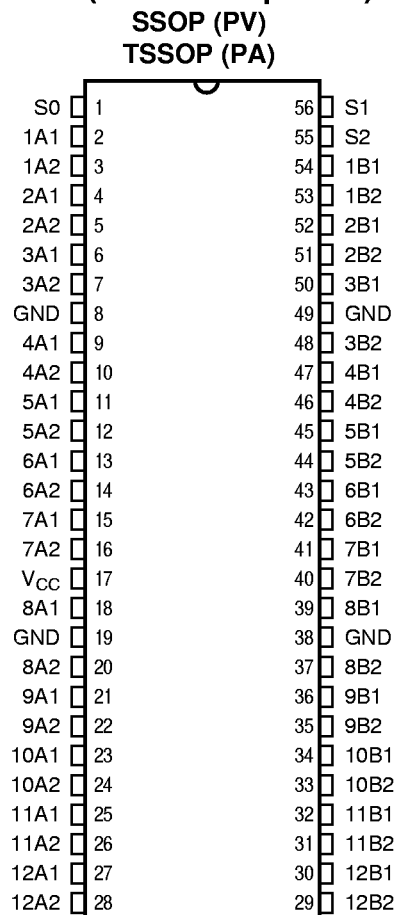 SSOP (PV)
TSSOP (PA)
S0 1 56 S1
1A1 2 55 S2
1A2 3 54 1B1
2A1 4 53 1B2
2A2 5 52 2B1
3A1 6 51 2B2
3A2 7 50 3B1
GND 8 49 GND
4A1 9 48 3B2
4A2 10 47 4B1
5A1 11 46 4B2
5A2 12 45 5B1
6A1 13 44 5B2
6A2 14 43 6B1
7A1 15 42 6B2
7A2 16 41 7B1
VCC 17 40 7B2
8A1 18 39 8B1
GND 19 38 GND
8A2 20 37 8B2
9A1 21 36 9B1
9A2 22 35 9B2
10A1 23 34 10B1
10A2 24 33 10B2
11A1 25 32 11B1
11A2 26 31 11B2
12A1 27 30 12B1
12A2 28 29 12B2